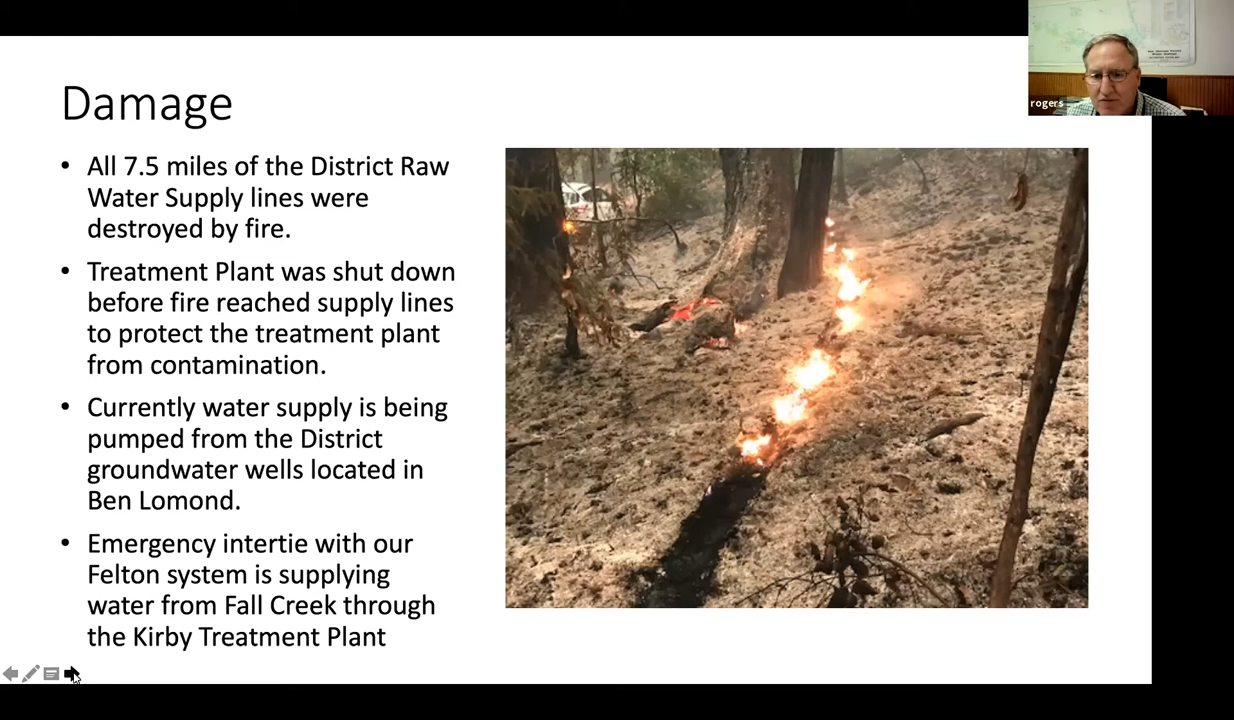 Damage
• All 7.5 miles of the District Raw
Water Supply lines were
destroyed by fire.
• Treatment Plant was shut down
before fire reached supply lines
to protect the treatment plant
from contamination.
• Currently water supply is being
pumped from the District
groundwater wells located in
Ben Lomond.
• Emergency intertie with our
Felton system is supplying
water from Fall Creek through
the Kirby Treatment Plant
rogers